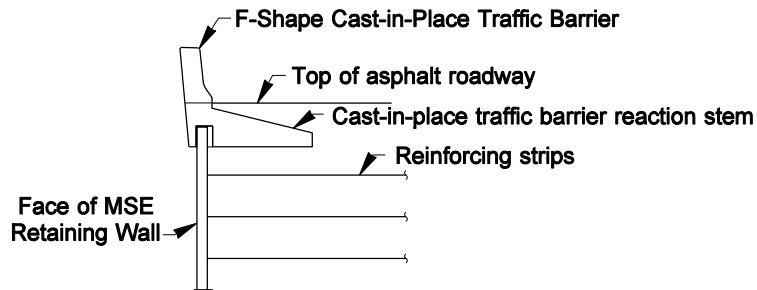 F-Shape Cast-in-Place Traffic Barrier
Top of asphalt roadway
Cast-in-place traffic barrier reaction stem
Reinforcing strips
Face of MSE
Retaining Wall